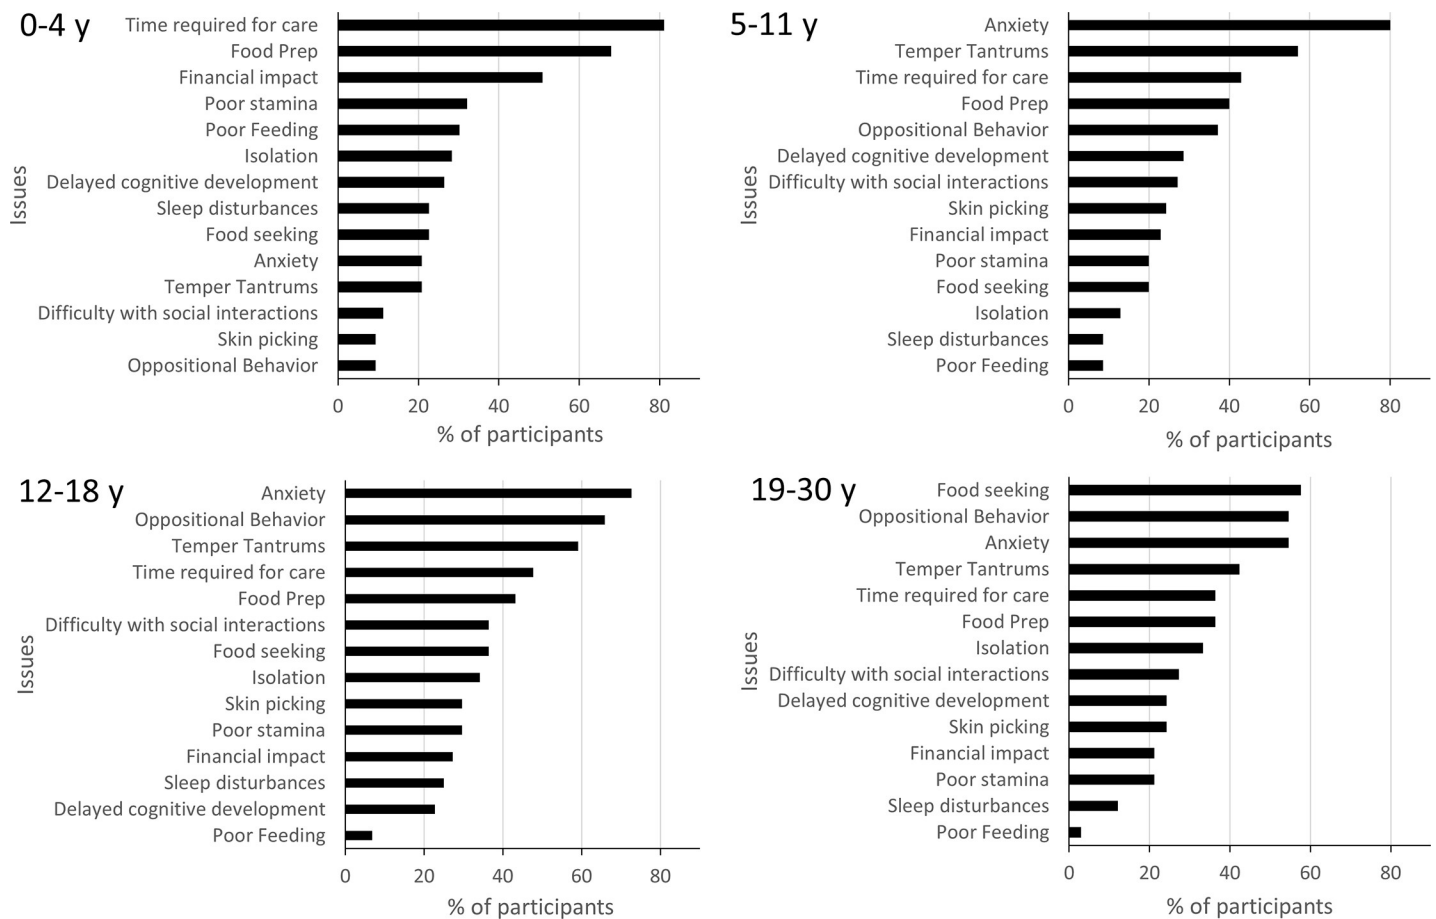 0-4 y
Issues
Time required for care
Food Prep
Financial impact
Poor stamina
Poor Feeding
Isolation
Delayed cognitive development
Sleep disturbances
Food seeking
Anxiety
Temper Tantrums
Difficulty with social interactions
Skin picking
Oppositional Behavior
0 20 40 60 80
% of participants
5-11 y
Issues
Anxiety
Temper Tantrums
Time required for care
Food Prep
Oppositional Behavior
Delayed cognitive development
Difficulty with social interactions
Skin picking
Financial impact
Poor stamina
Food seeking
Isolation
Sleep disturbances
Poor Feeding
0 20 40 60 80
% of participants
12-18 y
Issues
Anxiety
Oppositional Behavior
Temper Tantrums
Time required for care
Food Prep
Difficulty with social interactions
Food seeking
Isolation
Skin picking
Poor stamina
Financial impact
Sleep disturbances
Delayed cognitive development
Poor Feeding
0 20 40 60 80
% of participants
19-30 y
Issues
Food seeking
Oppositional Behavior
Anxiety
Temper Tantrums
Time required for care
Food Prep
Isolation
Difficulty with social interactions
Delayed cognitive development
Skin picking
Financial impact
Poor stamina
Sleep disturbances
Poor Feeding
0 20 40 60 80
% of participants